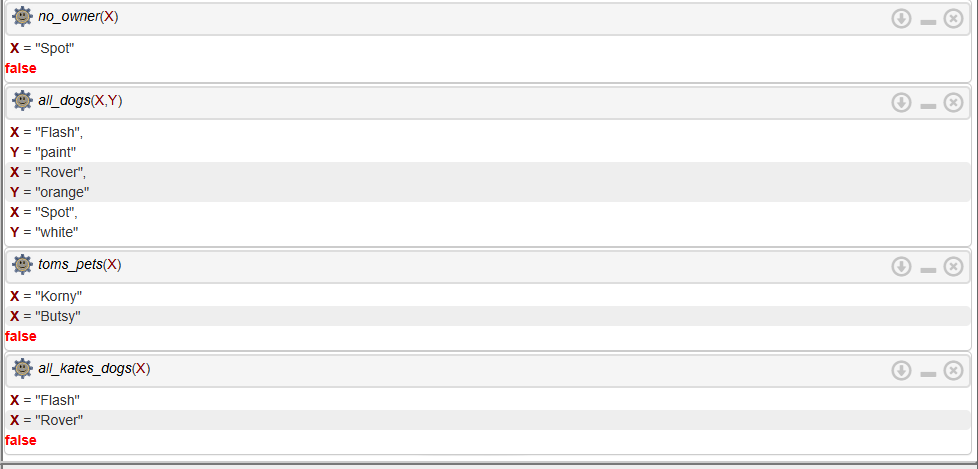 no_owner(X)
X = "Spot"
false
all_dogs(X,Y)
X = "Flash",
Y = "paint"
X = "Rover",
Y = "orange"
X = "Spot",
Y = "white"
toms_pets(X)
X = "Korny"
X = "Butsy"
false
all_kates_dogs(X)
X = "Flash"
X = "Rover"
false